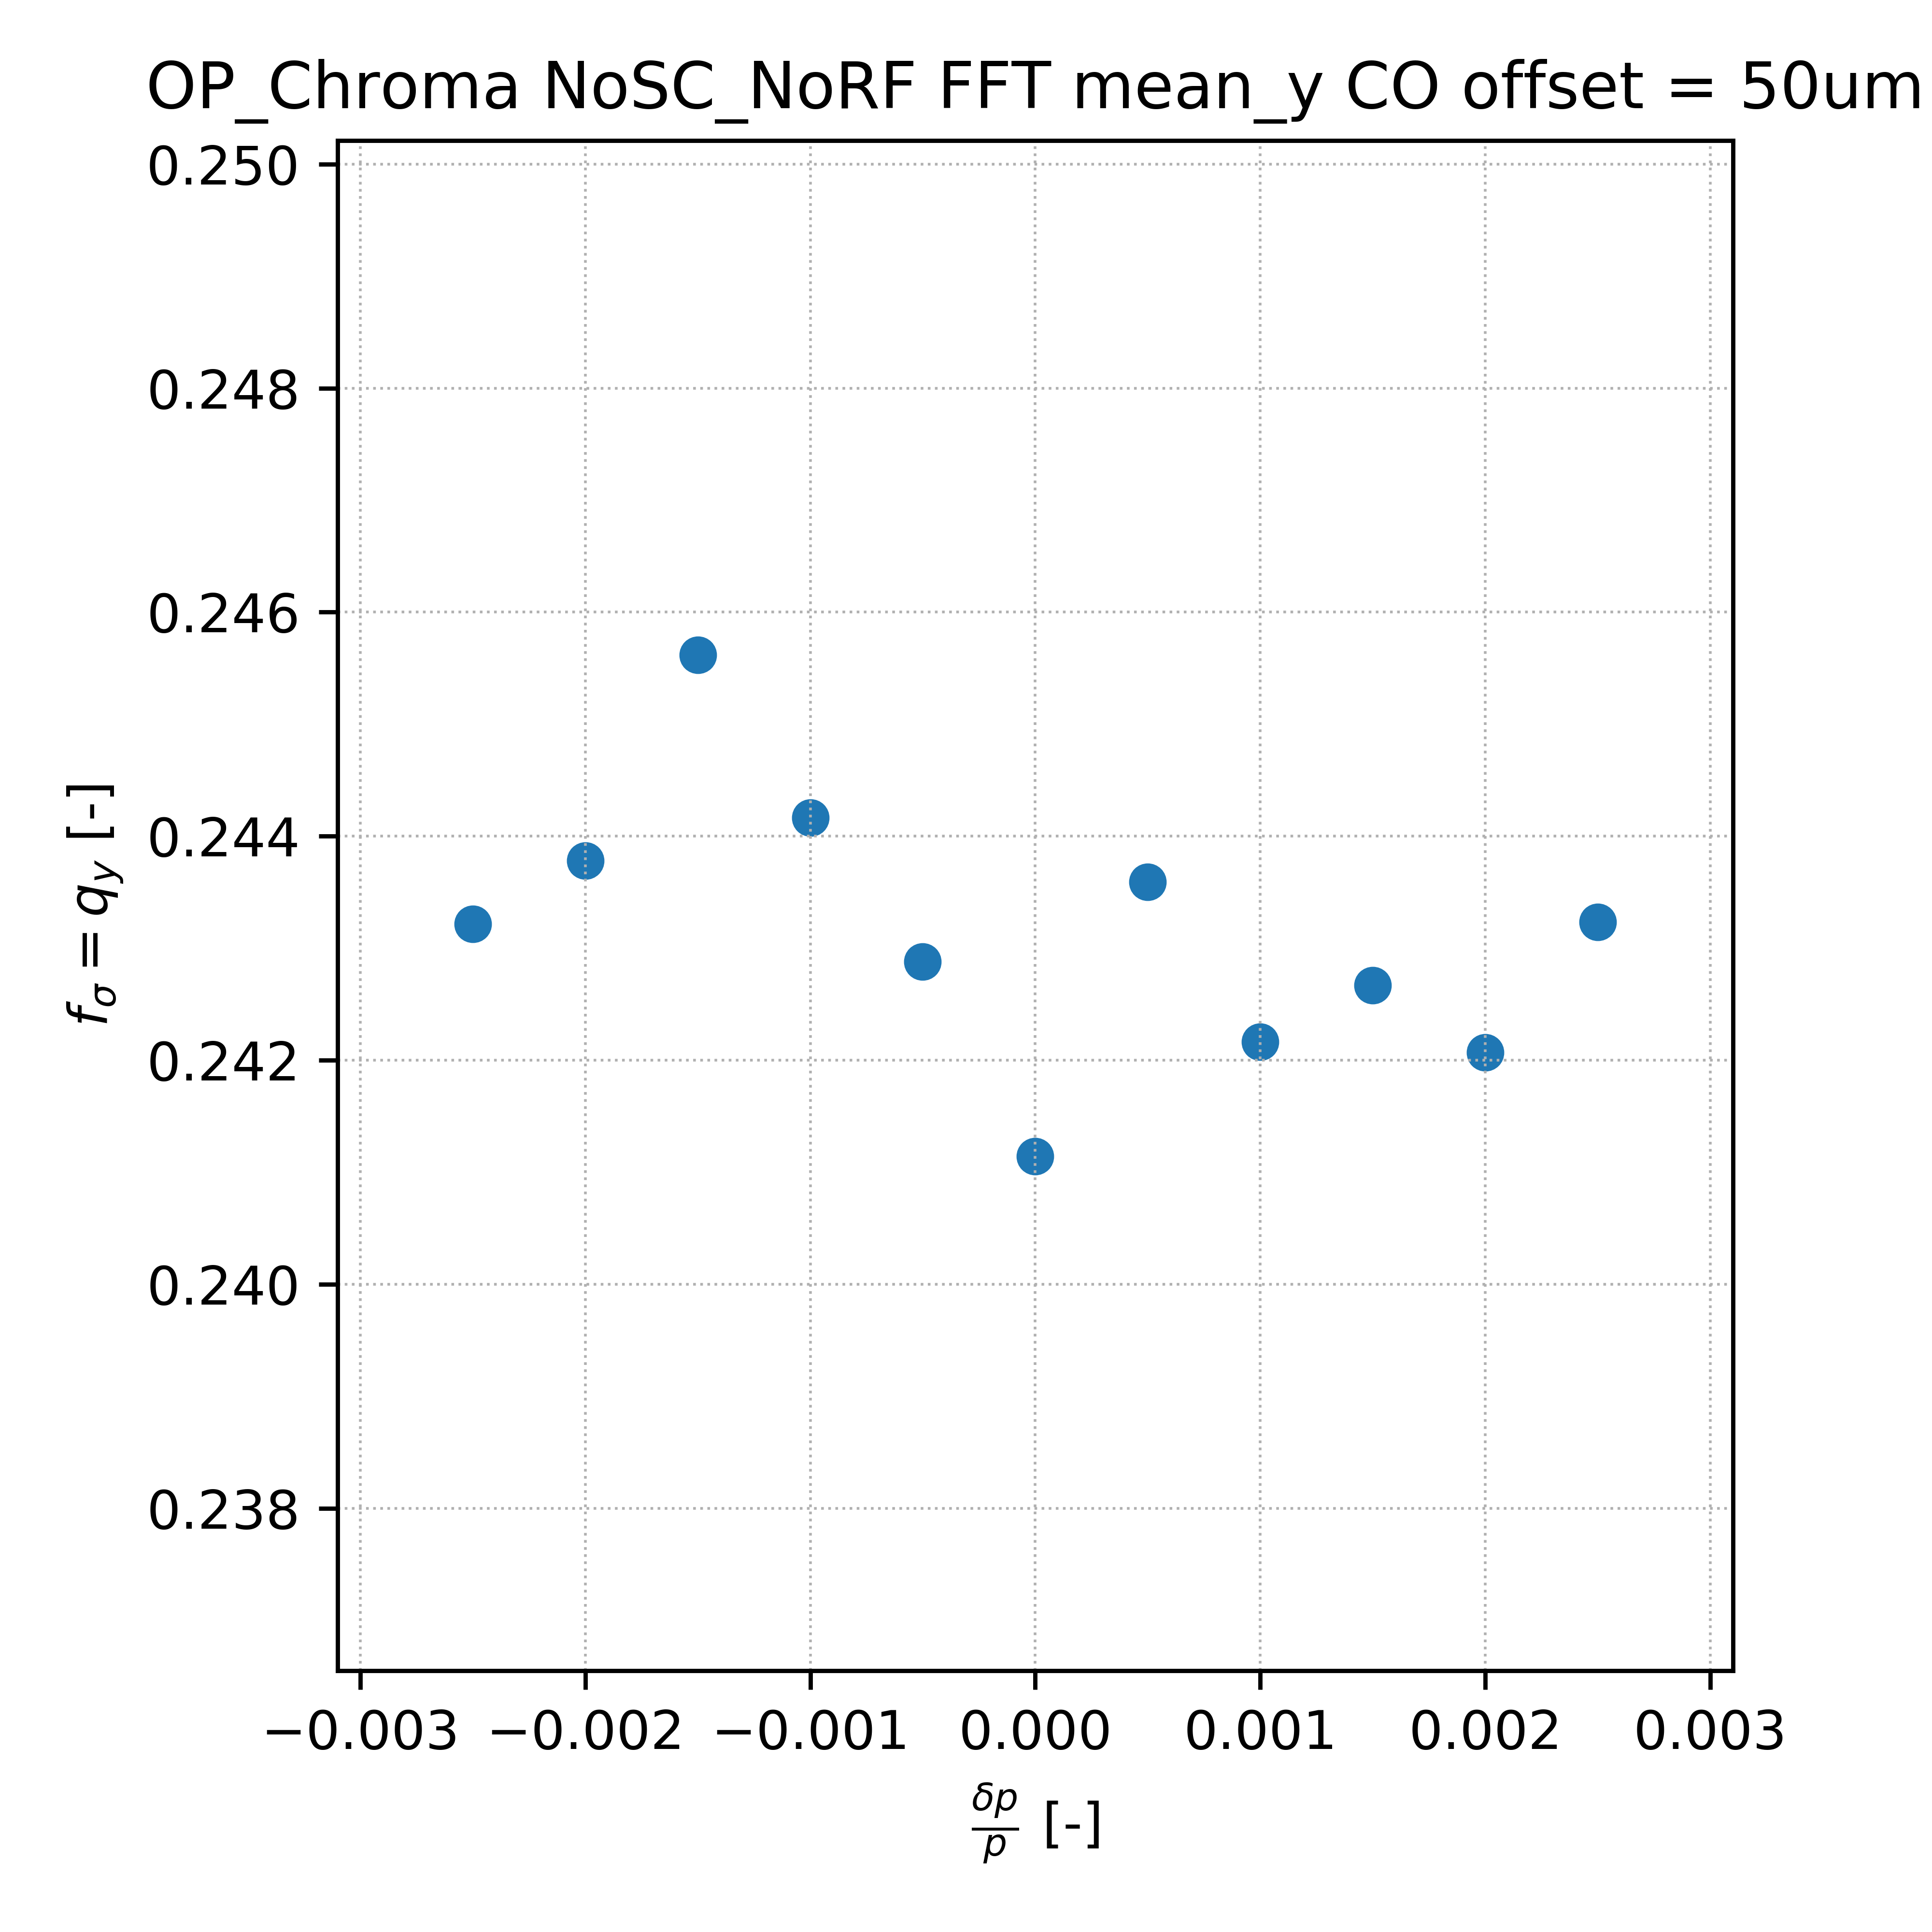 OP_Chroma NoSC_NoRF FFT mean_y CO offset = 50um
0.250
0.248
0.246
0.244
0.242
0.240
0.238
f_σ = q_y [-]
−0.003 −0.002 −0.001 0.000 0.001 0.002 0.003
δp/p [-]